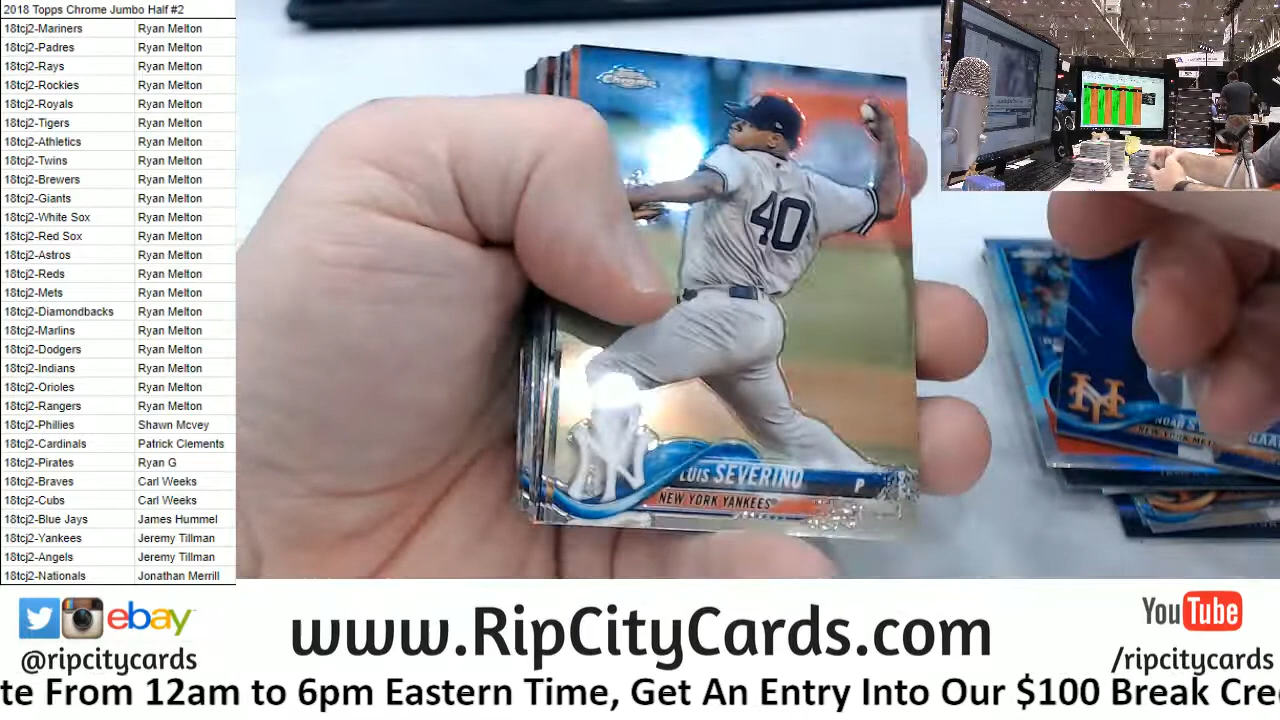 2018 Topps Chrome Jumbo Half #2
18tcj2-Mariners Ryan Melton
18tcj2-Padres Ryan Melton
18tcj2-Rays Ryan Melton
18tcj2-Rockies Ryan Melton
18tcj2-Royals Ryan Melton
18tcj2-Tigers Ryan Melton
18tcj2-Athletics Ryan Melton
18tcj2-Twins Ryan Melton
18tcj2-Brewers Ryan Melton
18tcj2-Giants Ryan Melton
18tcj2-White Sox Ryan Melton
18tcj2-Red Sox Ryan Melton
18tcj2-Astros Ryan Melton
18tcj2-Reds Ryan Melton
18tcj2-Mets Ryan Melton
18tcj2-Diamondbacks Ryan Melton
18tcj2-Marlins Ryan Melton
18tcj2-Dodgers Ryan Melton
18tcj2-Indians Ryan Melton
18tcj2-Orioles Ryan Melton
18tcj2-Rangers Ryan Melton
18tcj2-Phillies Shawn Mcvey
18tcj2-Cardinals Patrick Clements
18tcj2-Pirates Ryan G
18tcj2-Braves Carl Weeks
18tcj2-Cubs Carl Weeks
18tcj2-Blue Jays James Hummel
18tcj2-Yankees Jeremy Tillman
18tcj2-Angels Jeremy Tillman
18tcj2-Nationals Jonathan Merrill
Chrome
40
NY
LUIS SEVERINO P
NEW YORK YANKEES
NY
NOAH
NEW YORK METS
ebay
@ripcitycards
www.RipCityCards.com
YouTube
/ripcitycards
te From 12am to 6pm Eastern Time, Get An Entry Into Our $100 Break Cre